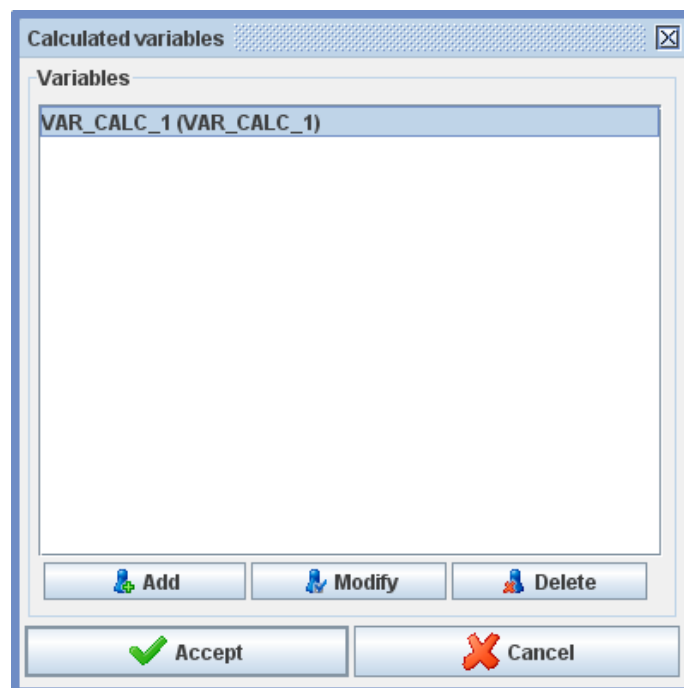 Calculated variables
Variables
VAR_CALC_1 (VAR_CALC_1)
Add
Modify
Delete
Accept
Cancel